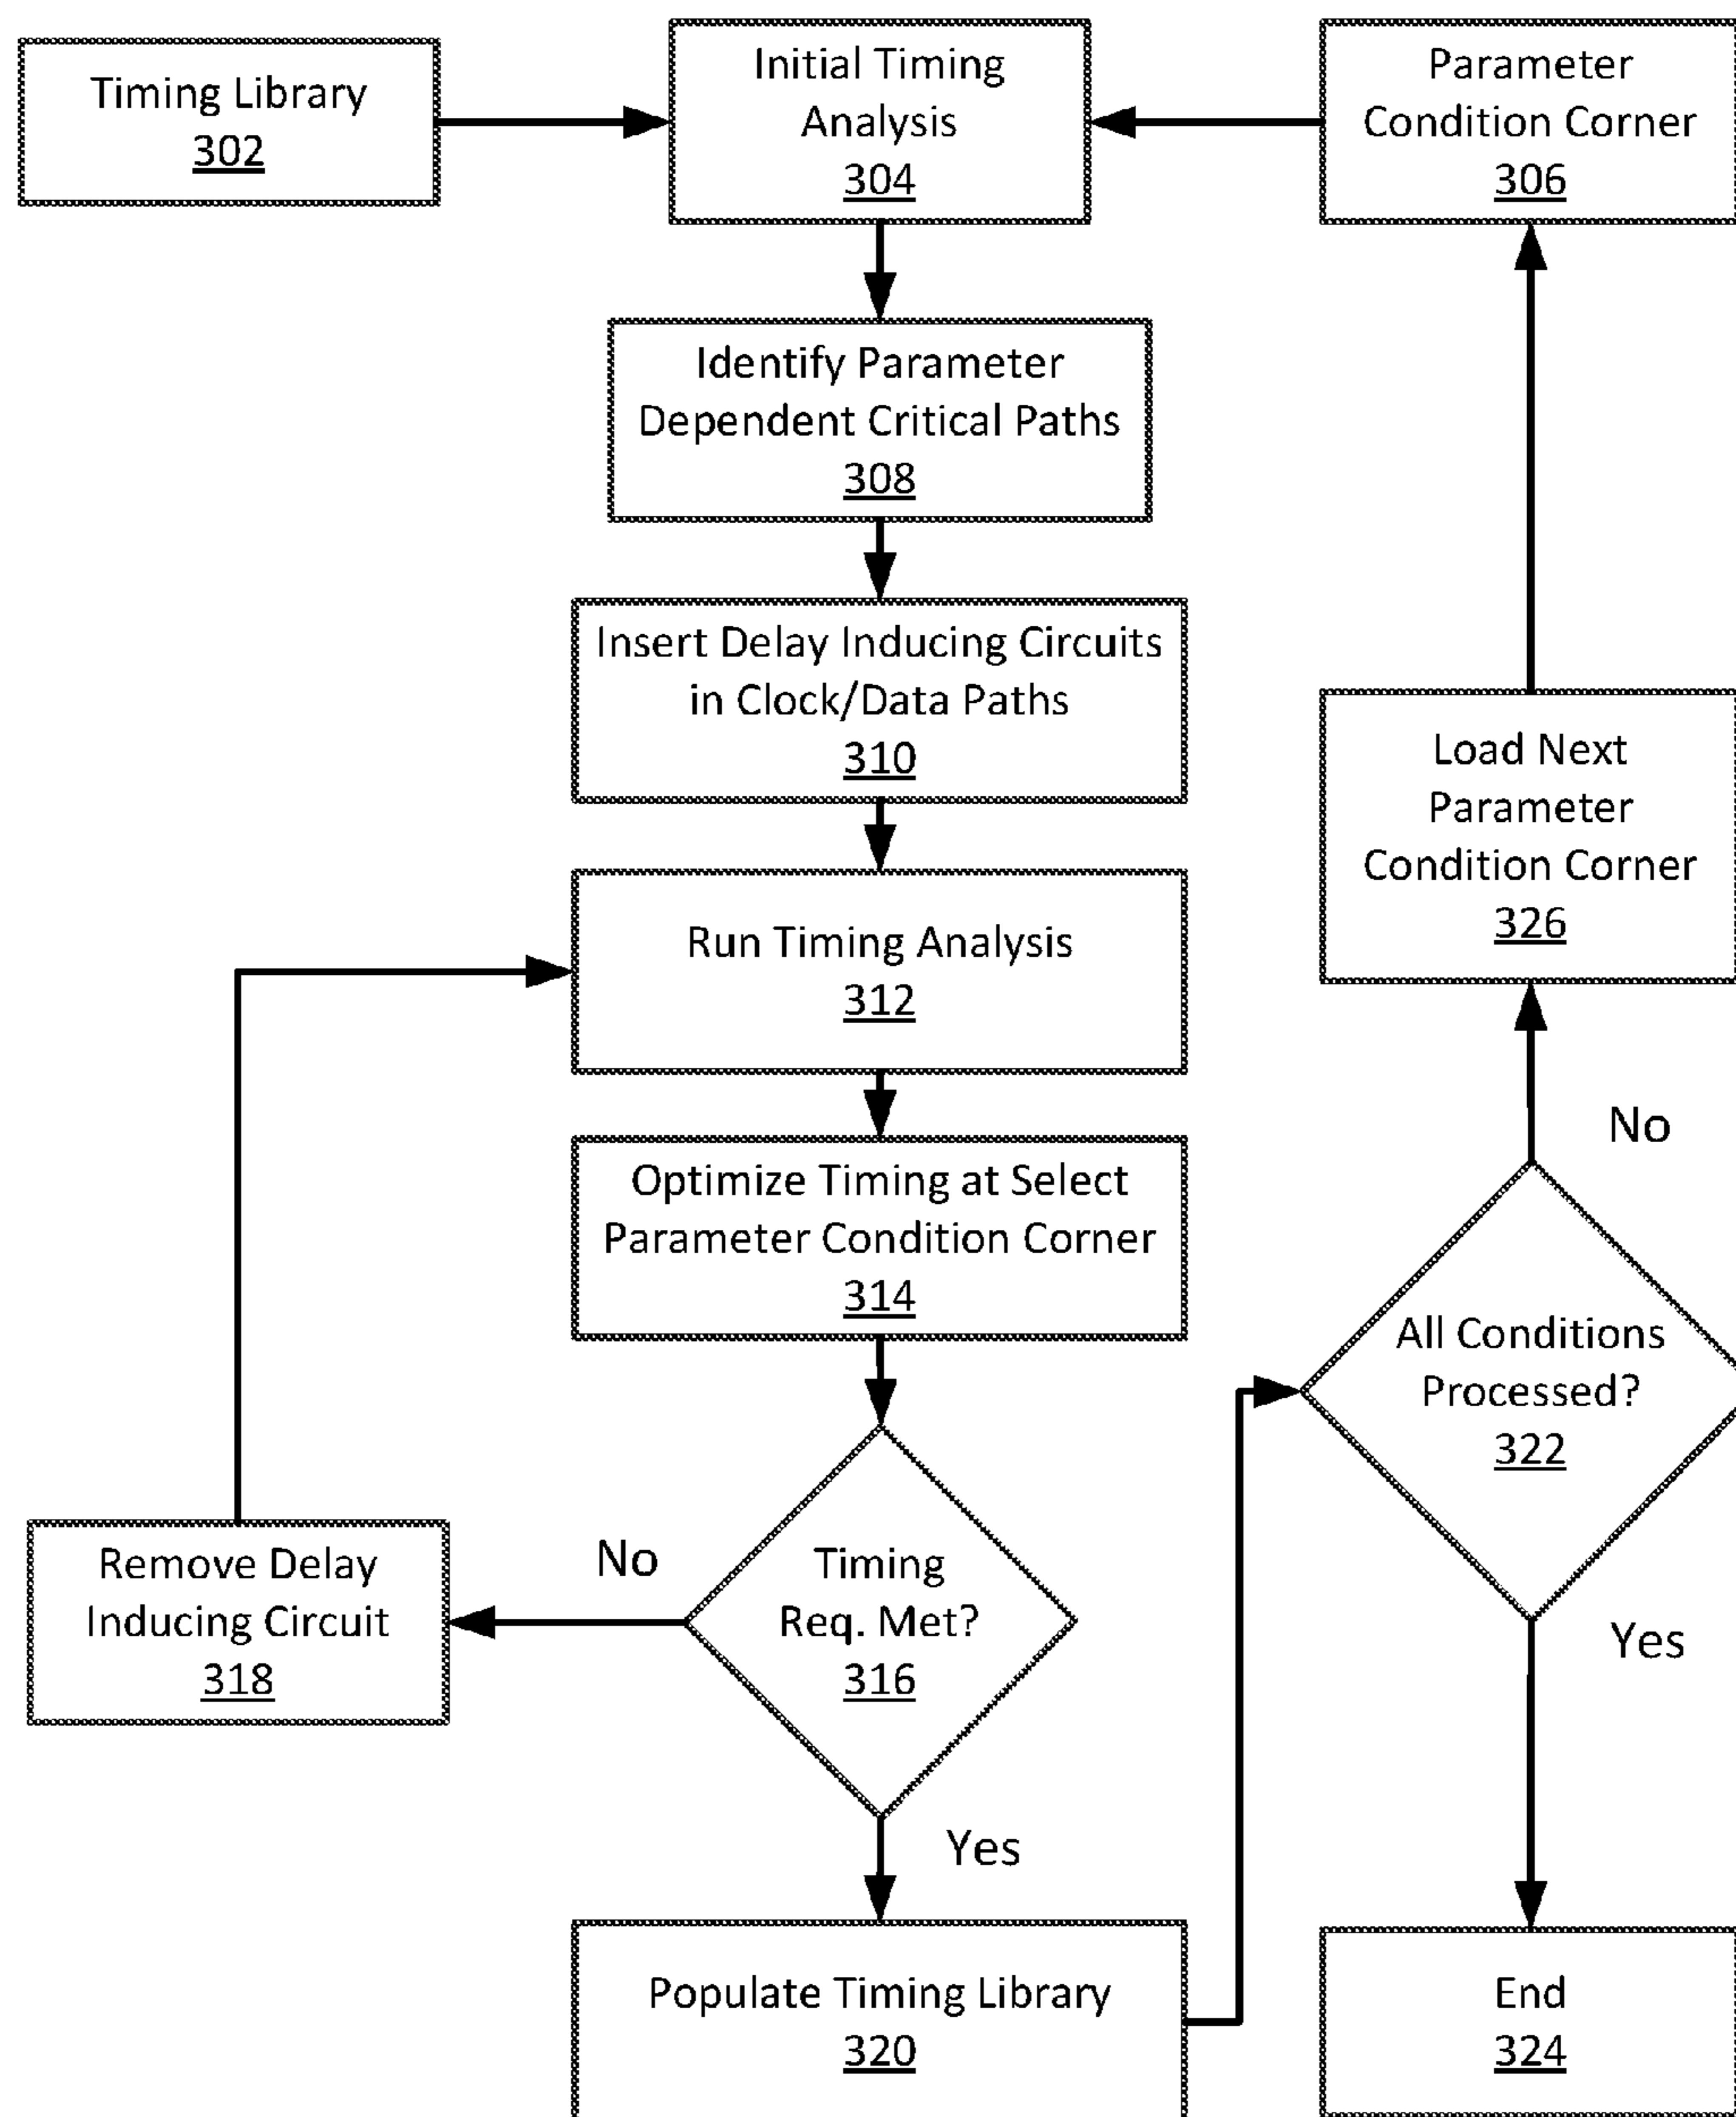 Timing Library
302
Initial Timing
Analysis
304
Parameter
Condition Corner
306
Identify Parameter
Dependent Critical Paths
308
Insert Delay Inducing Circuits
in Clock/Data Paths
310
Load Next
Parameter
Condition Corner
326
Run Timing Analysis
312
No
Optimize Timing at Select
Parameter Condition Corner
314
All Conditions
Processed?
322
Remove Delay
Inducing Circuit
318
No
Timing
Req. Met?
316
Yes
Yes
Populate Timing Library
320
End
324